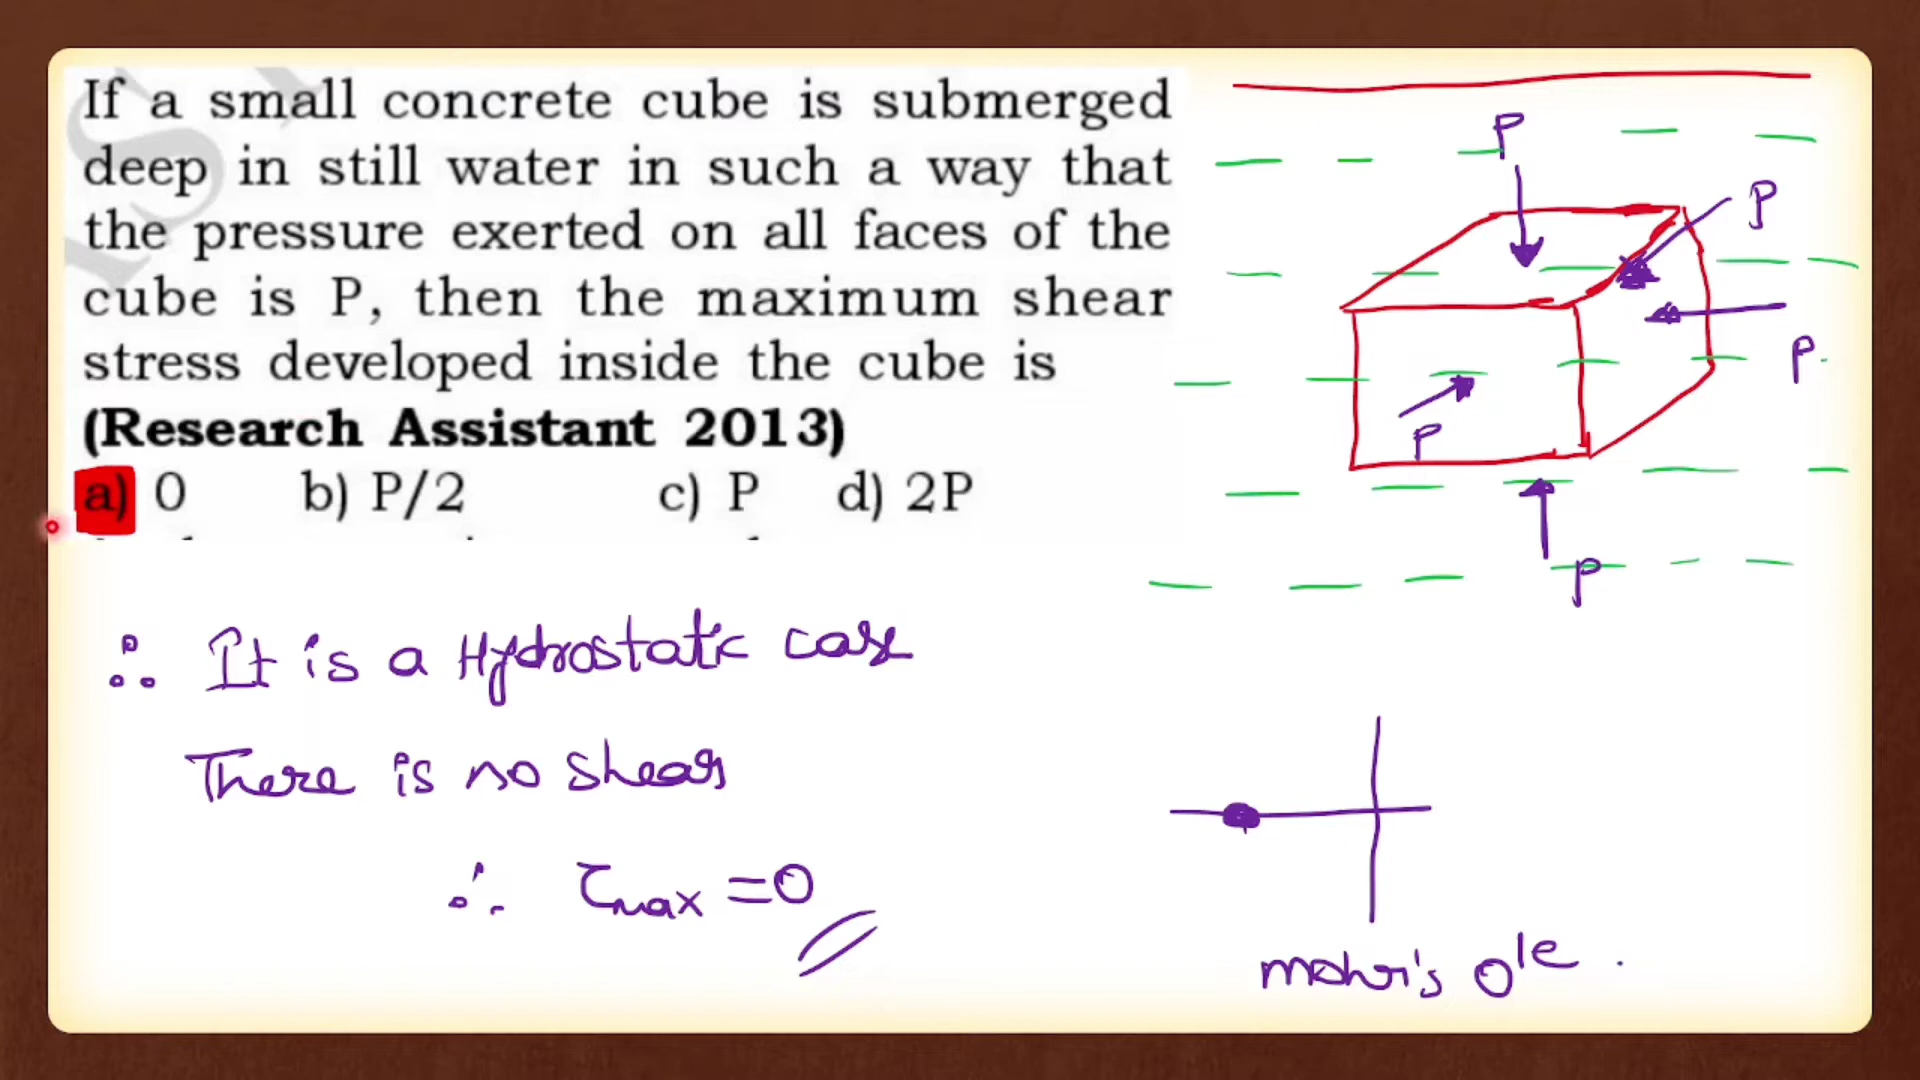 If a small concrete cube is submerged
deep in still water in such a way that
the pressure exerted on all faces of the
cube is P, then the maximum shear
stress developed inside the cube is
(Research Assistant 2013)
a) 0 b) P/2 c) P d) 2P
∴ It is a Hydrostatic case
There is no shear
∴ τmax = 0
P
P
P
P
P
mohr's 0le.